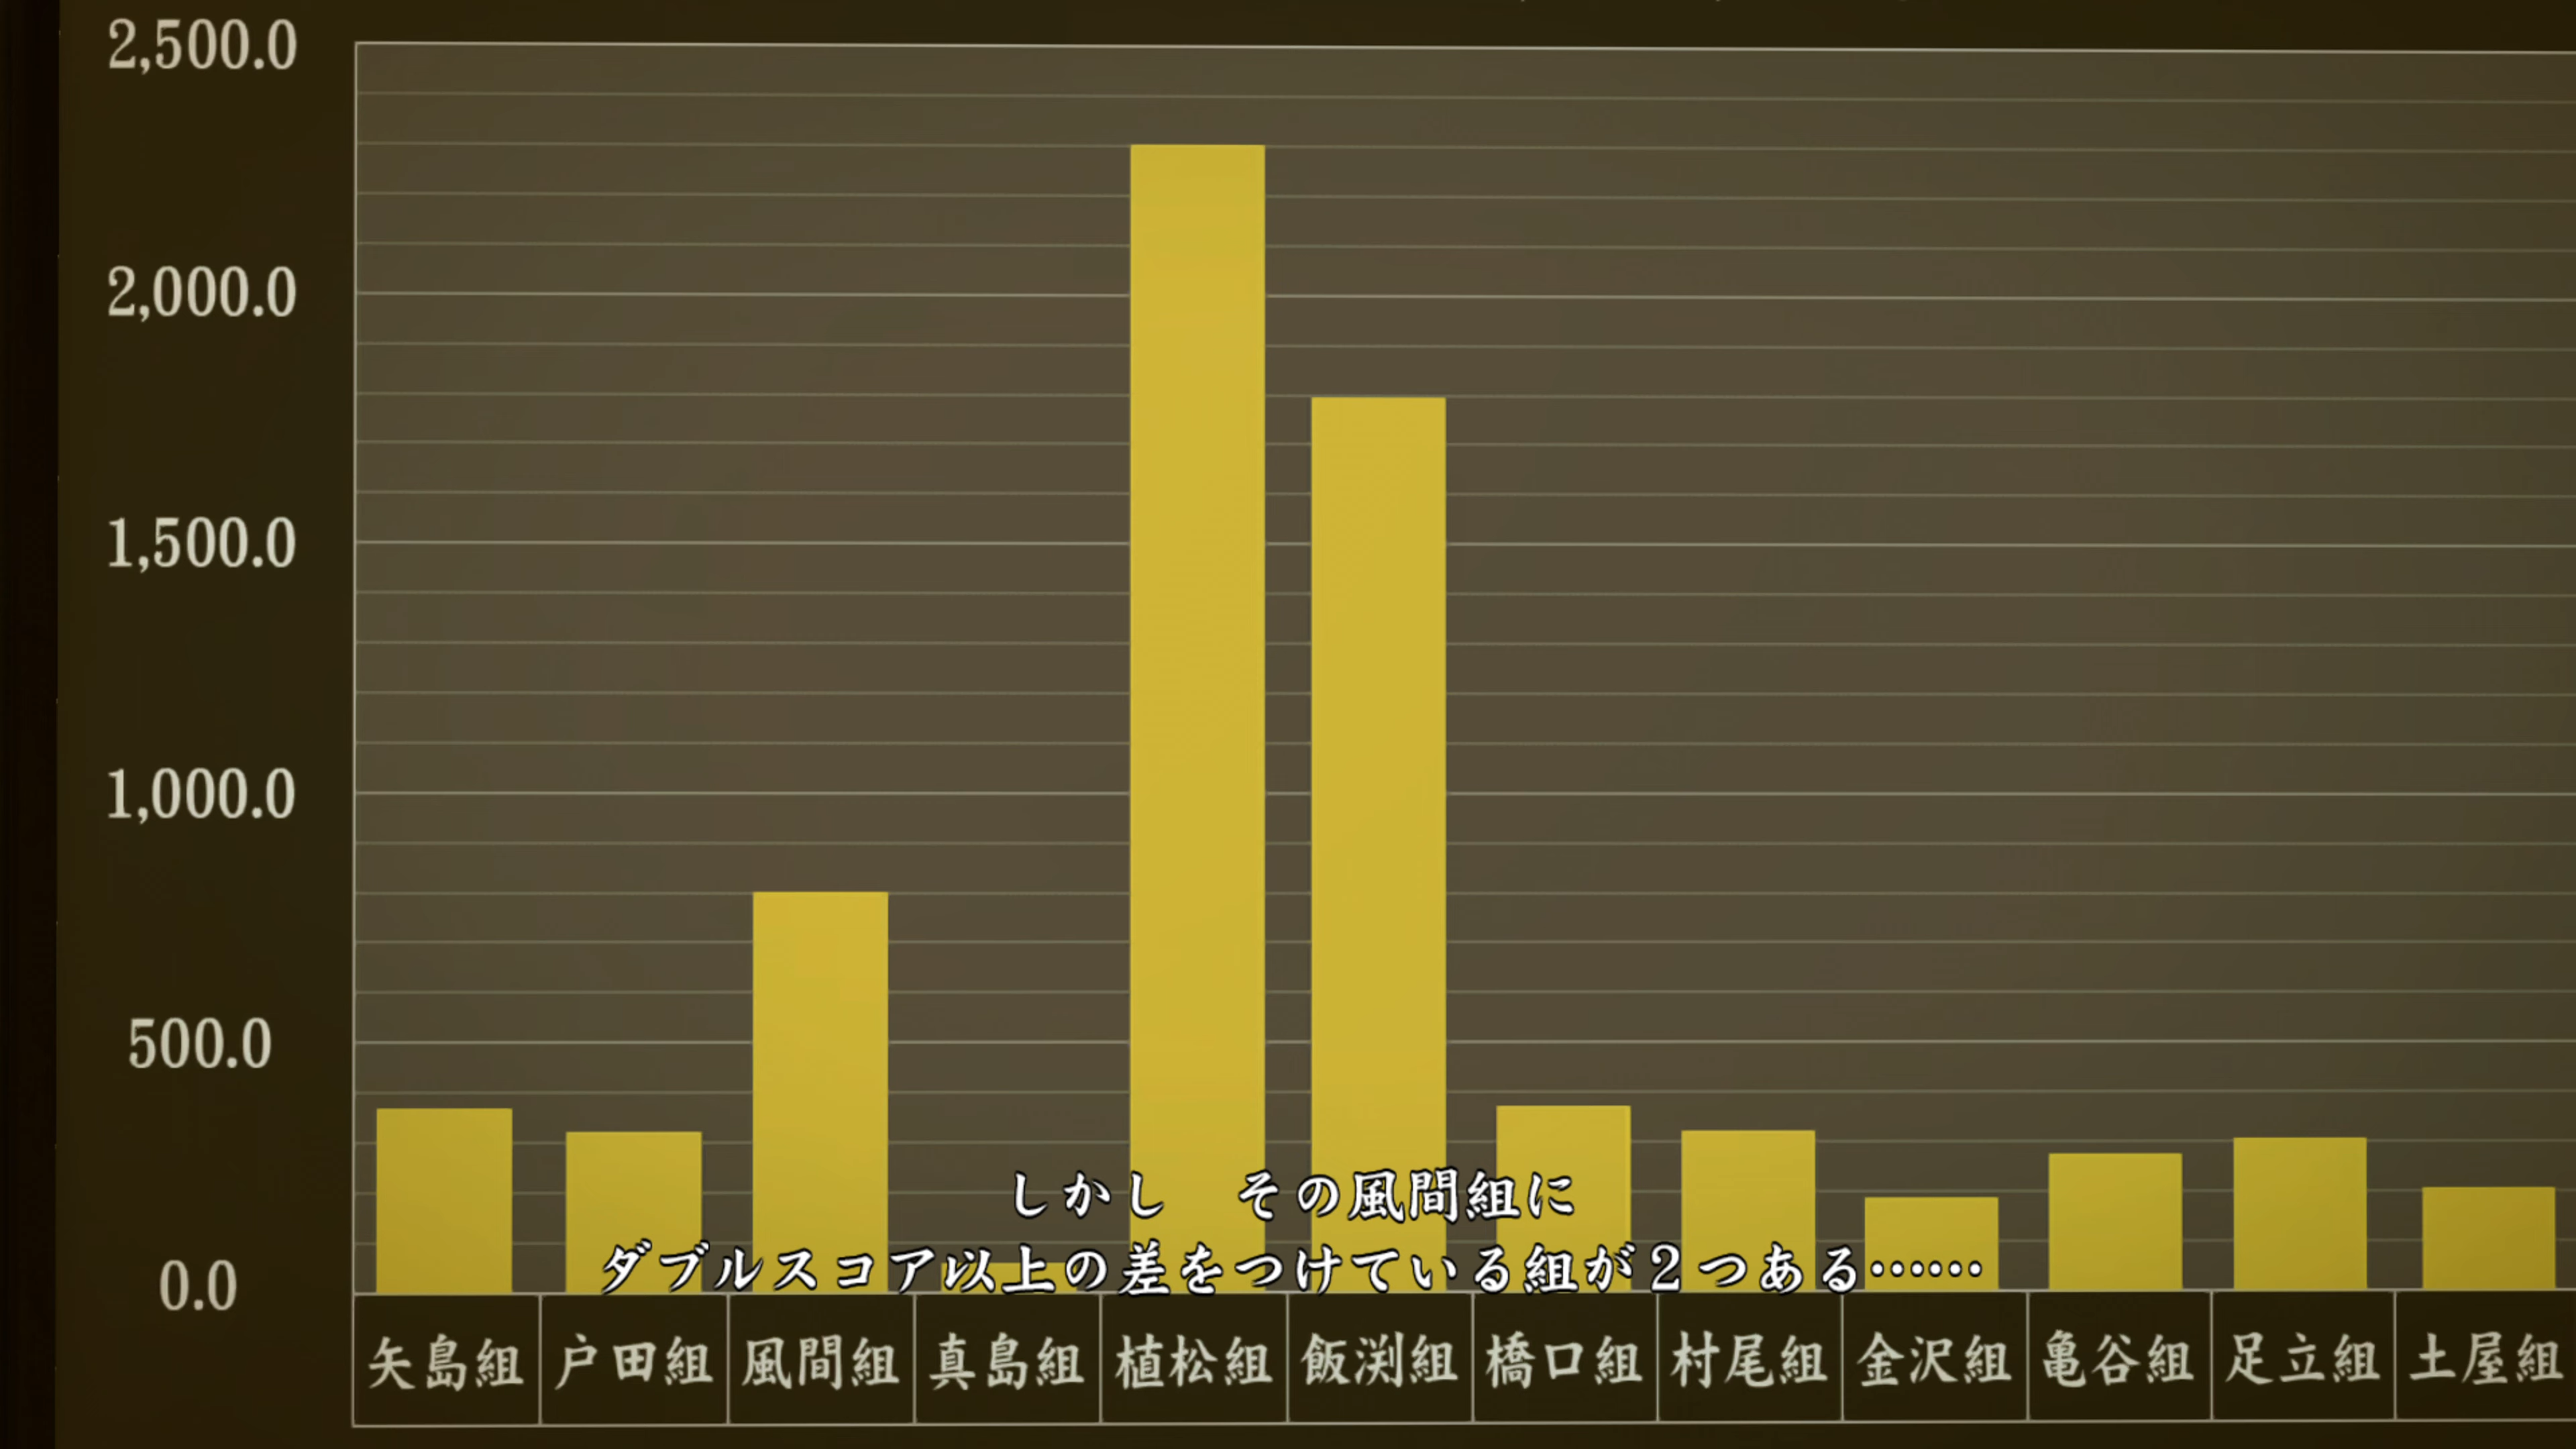 2,500.0
2,000.0
1,500.0
1,000.0
500.0
0.0
しかし　その風間組に
ダブルスコア以上の差をつけている組が２つある……
矢島組 戸田組 風間組 真島組 植松組 飯渕組 橋口組 村尾組 金沢組 亀谷組 足立組 土屋組